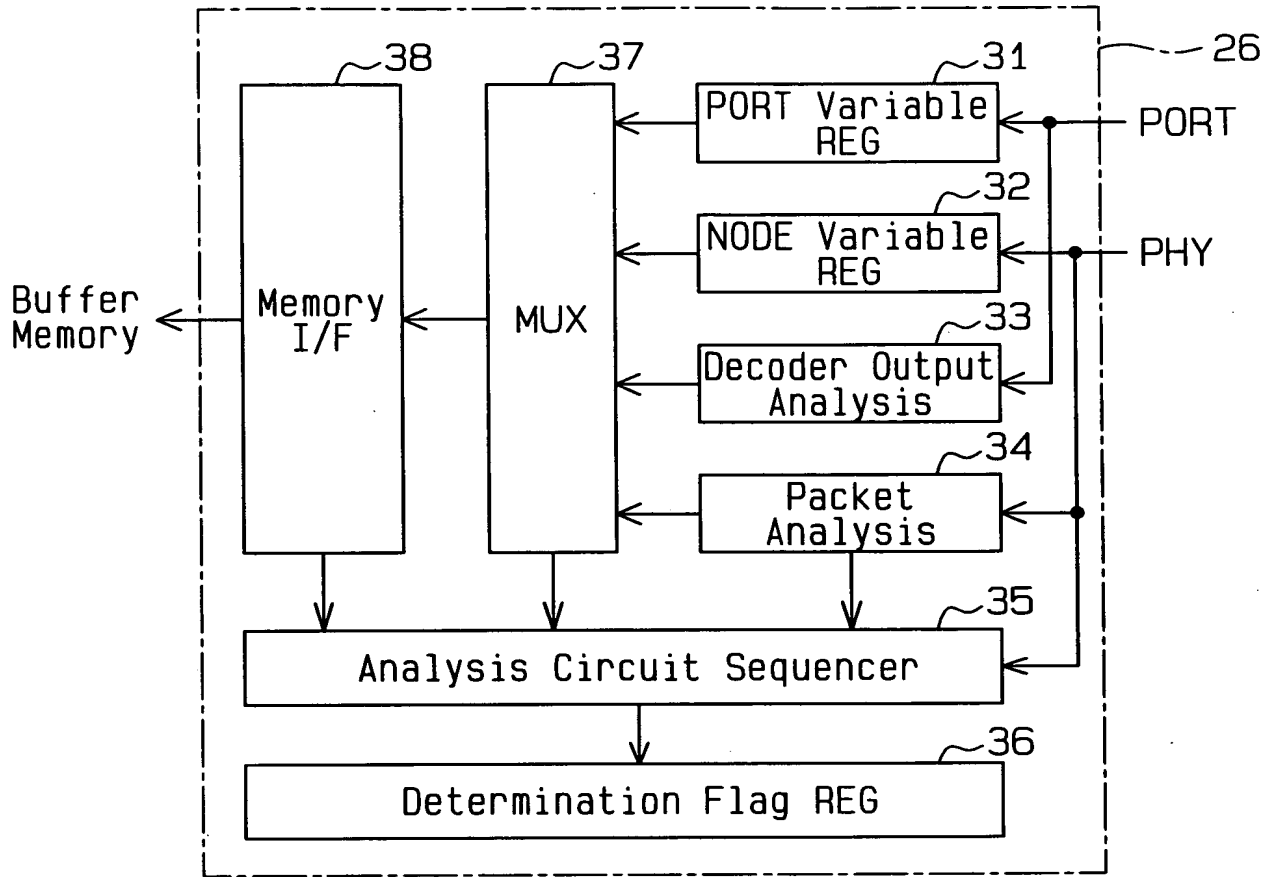 38
37
31
26
PORT Variable
REG
PORT
32
NODE Variable
REG
PHY
Buffer
Memory
Memory
I/F
MUX
33
Decoder Output
Analysis
34
Packet
Analysis
35
Analysis Circuit Sequencer
36
Determination Flag REG